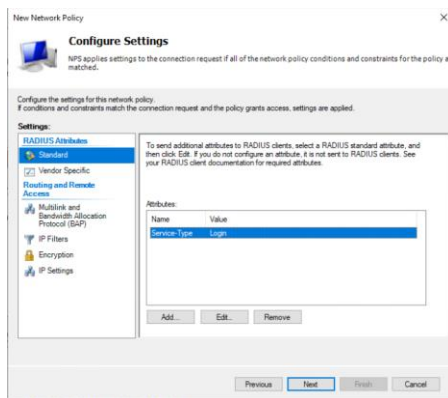 New Network Policy
Configure Settings
NPS applies settings to the connection request if all of the network policy conditions and constraints for the policy a
matched.
Configure the settings for this network policy.
If conditions and constraints match the connection request and the policy grants access, settings are applied.
Settings:
RADIUS Attributes
Standard
Vendor Specific
Routing and Remote
Access
Multilink and
Bandwidth Allocation
Protocol (BAP)
IP Filters
Encryption
IP Settings
To send additional attributes to RADIUS clients, select a RADIUS standard attribute, and
then click Edit. If you do not configure an attribute, it is not sent to RADIUS clients. See
your RADIUS client documentation for required attributes.
Attributes:
Name Value
Service-Type Login
Add... Edit... Remove
Previous Next Finish Cancel